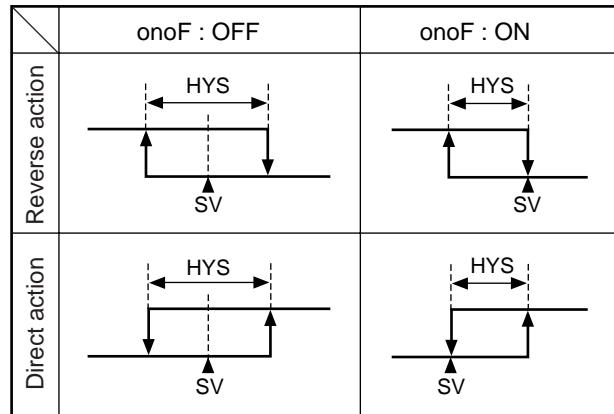 onoF : OFF
onoF : ON
Reverse action
HYS
SV
HYS
SV
Direct action
HYS
SV
HYS
SV